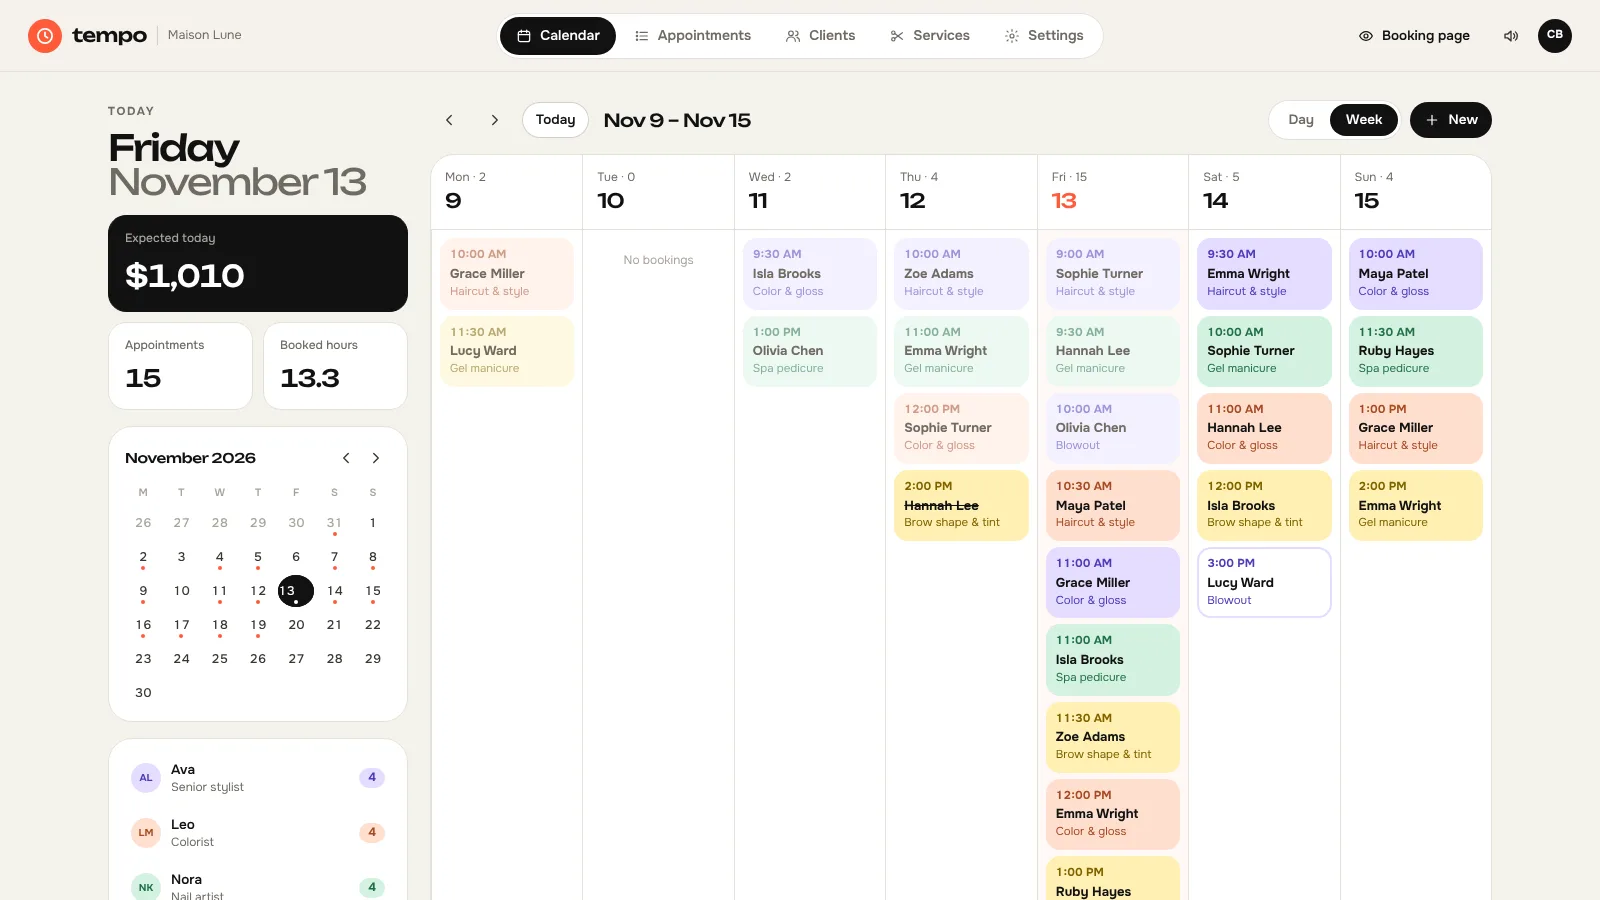 tempo
Maison Lune
Calendar
Appointments
Clients
Services
Settings
Booking page
CB
TODAY
Friday
November 13
Expected today
$1,010
Appointments
15
Booked hours
13.3
November 2026
M T W T F S S
26 27 28 29 30 31 1
2 3 4 5 6 7 8
9 10 11 12 13 14 15
16 17 18 19 20 21 22
23 24 25 26 27 28 29
30
AL
Ava
Senior stylist
4
LM
Leo
Colorist
4
NK
Nora
Nail artist
4
Today
Nov 9 – Nov 15
Day
Week
New
Mon · 2
9
10:00 AM
Grace Miller
Haircut & style
11:30 AM
Lucy Ward
Gel manicure
Tue · 0
10
No bookings
Wed · 2
11
9:30 AM
Isla Brooks
Color & gloss
1:00 PM
Olivia Chen
Spa pedicure
Thu · 4
12
10:00 AM
Zoe Adams
Haircut & style
11:00 AM
Emma Wright
Gel manicure
12:00 PM
Sophie Turner
Color & gloss
2:00 PM
Hannah Lee
Brow shape & tint
Fri · 15
13
9:00 AM
Sophie Turner
Haircut & style
9:30 AM
Hannah Lee
Gel manicure
10:00 AM
Olivia Chen
Blowout
10:30 AM
Maya Patel
Haircut & style
11:00 AM
Grace Miller
Color & gloss
11:00 AM
Isla Brooks
Spa pedicure
11:30 AM
Zoe Adams
Brow shape & tint
12:00 PM
Emma Wright
Color & gloss
1:00 PM
Ruby Hayes
Sat · 5
14
9:30 AM
Emma Wright
Haircut & style
10:00 AM
Sophie Turner
Gel manicure
11:00 AM
Hannah Lee
Color & gloss
12:00 PM
Isla Brooks
Brow shape & tint
3:00 PM
Lucy Ward
Blowout
Sun · 4
15
10:00 AM
Maya Patel
Color & gloss
11:30 AM
Ruby Hayes
Spa pedicure
1:00 PM
Grace Miller
Haircut & style
2:00 PM
Emma Wright
Gel manicure